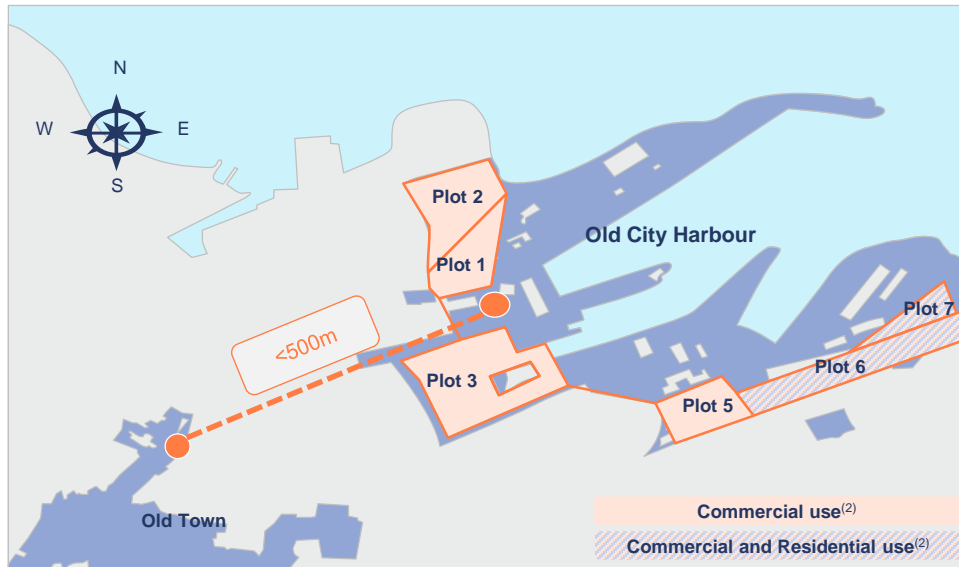 N
W
E
S
Plot 2
Plot 1
Old City Harbour
Plot 7
<500m
Plot 6
Plot 3
Plot 5
Old Town
Commercial use(2)
Commercial and Residential use(2)